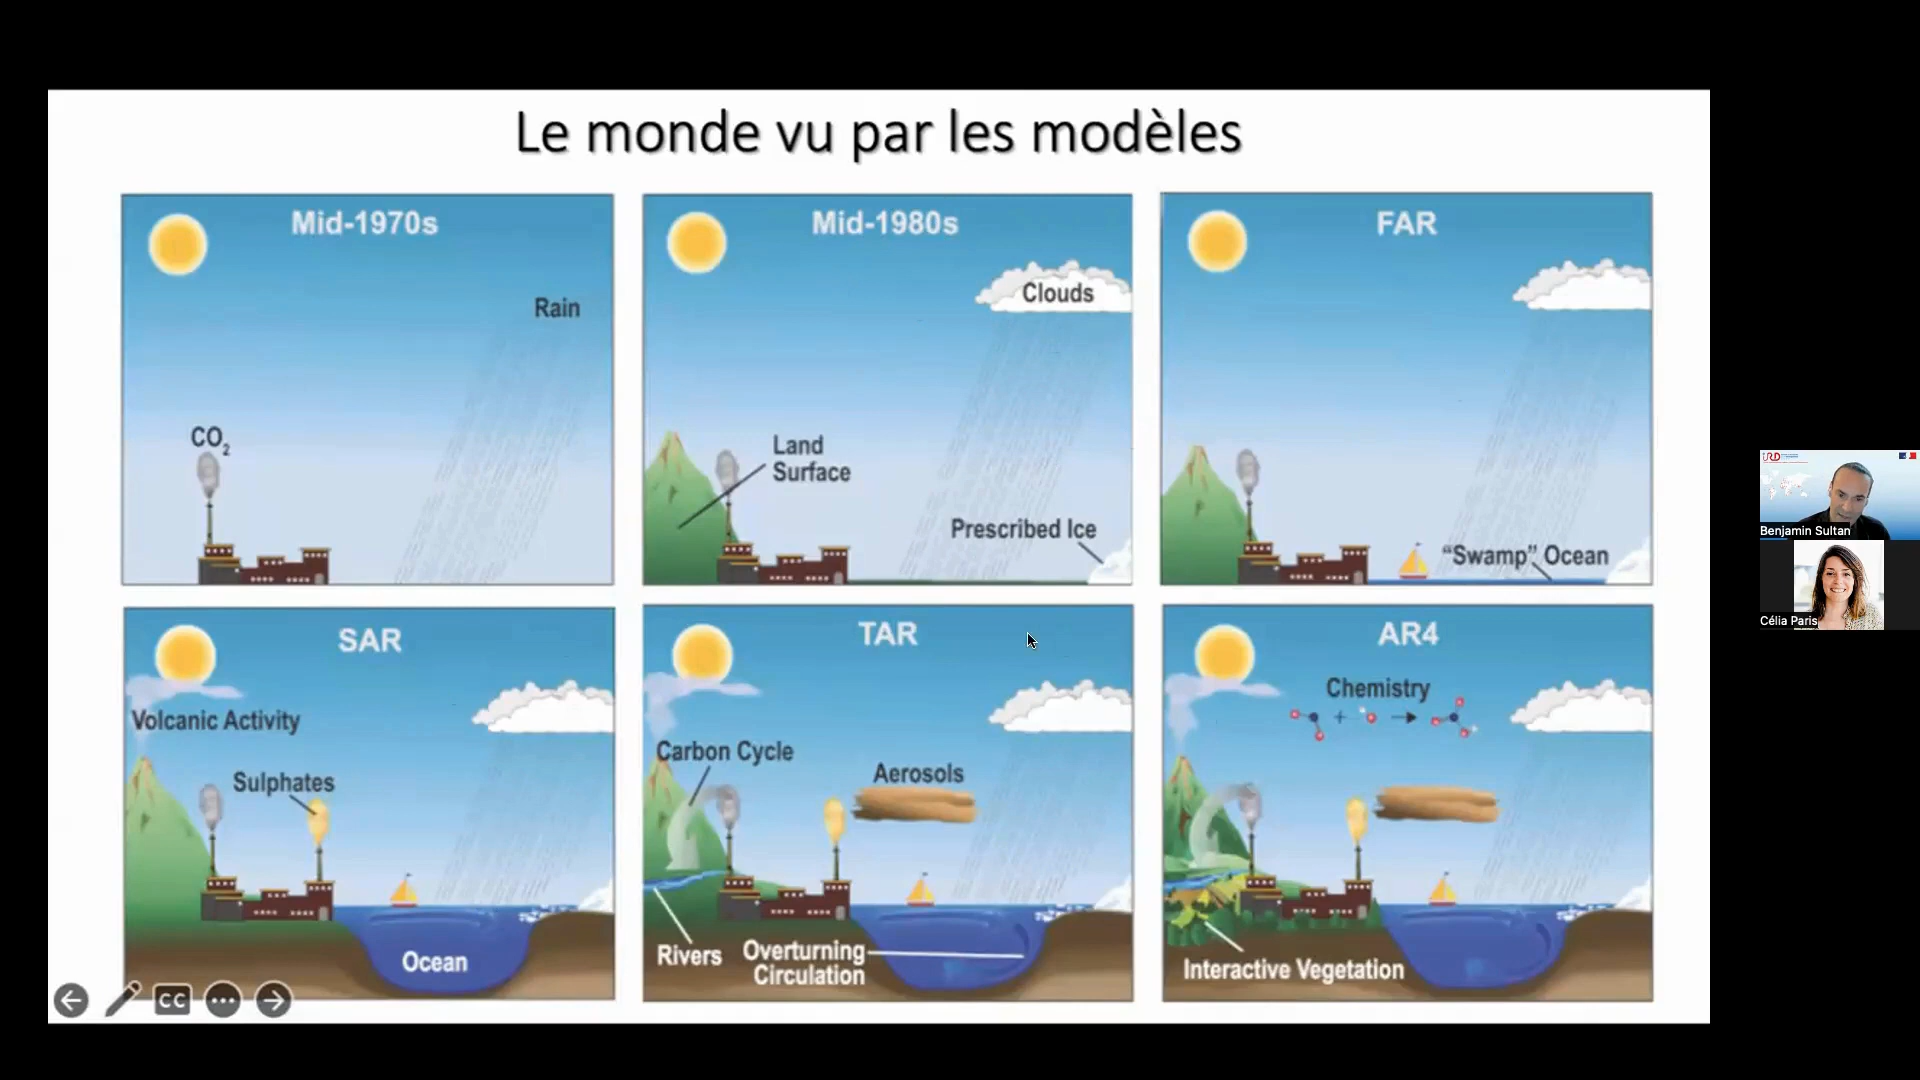 Le monde vu par les modèles
Mid-1970s
Rain
CO2
Mid-1980s
Clouds
Land
Surface
Prescribed Ice
FAR
“Swamp” Ocean
SAR
Volcanic Activity
Sulphates
Ocean
TAR
Carbon Cycle
Aerosols
Rivers
Overturning
Circulation
AR4
Chemistry
Interactive Vegetation
CC
IRD
Benjamin Sultan
Célia Paris